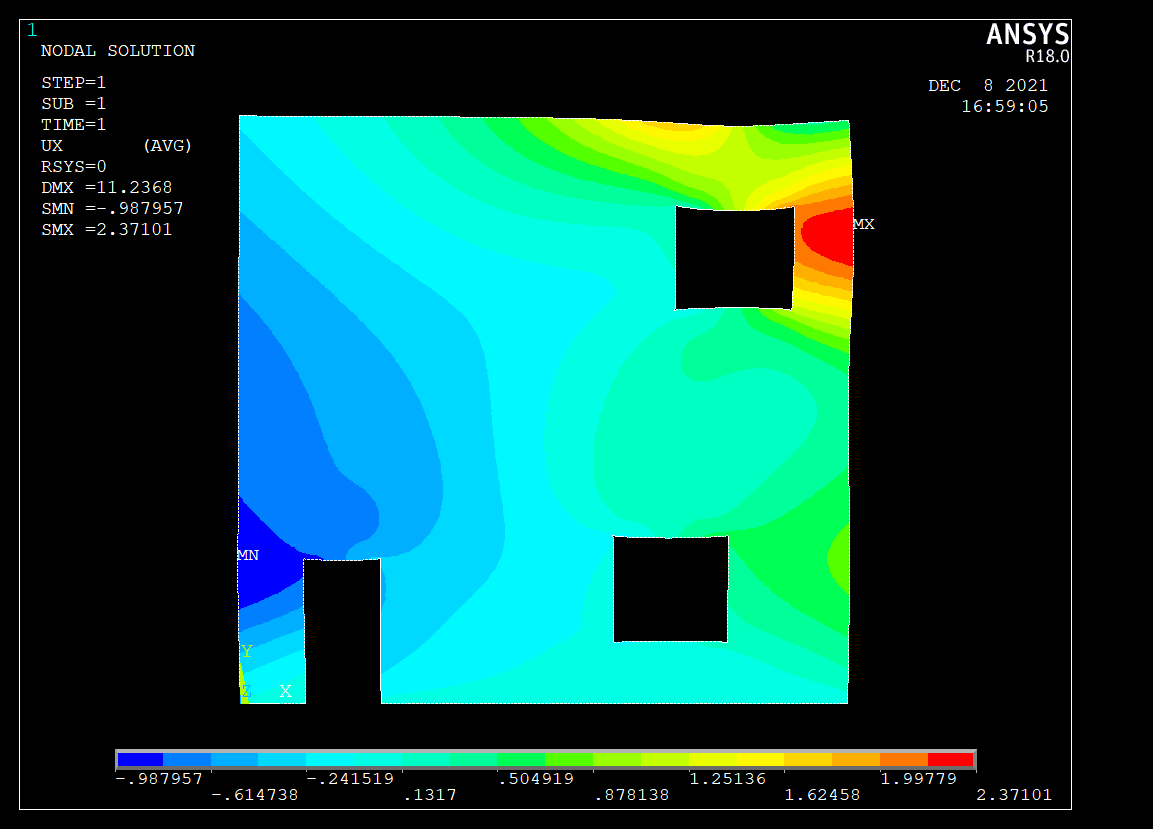 1
ANSYS
R18.0
NODAL SOLUTION
STEP=1
SUB =1
TIME=1
UX (AVG)
RSYS=0
DMX =11.2368
SMN =-.987957
SMX =2.37101
DEC 8 2021
16:59:05
MX
MN
Y
Z X
-.987957 -.241519 .504919 1.25136 1.99779
-.614738 .1317 .878138 1.62458 2.37101